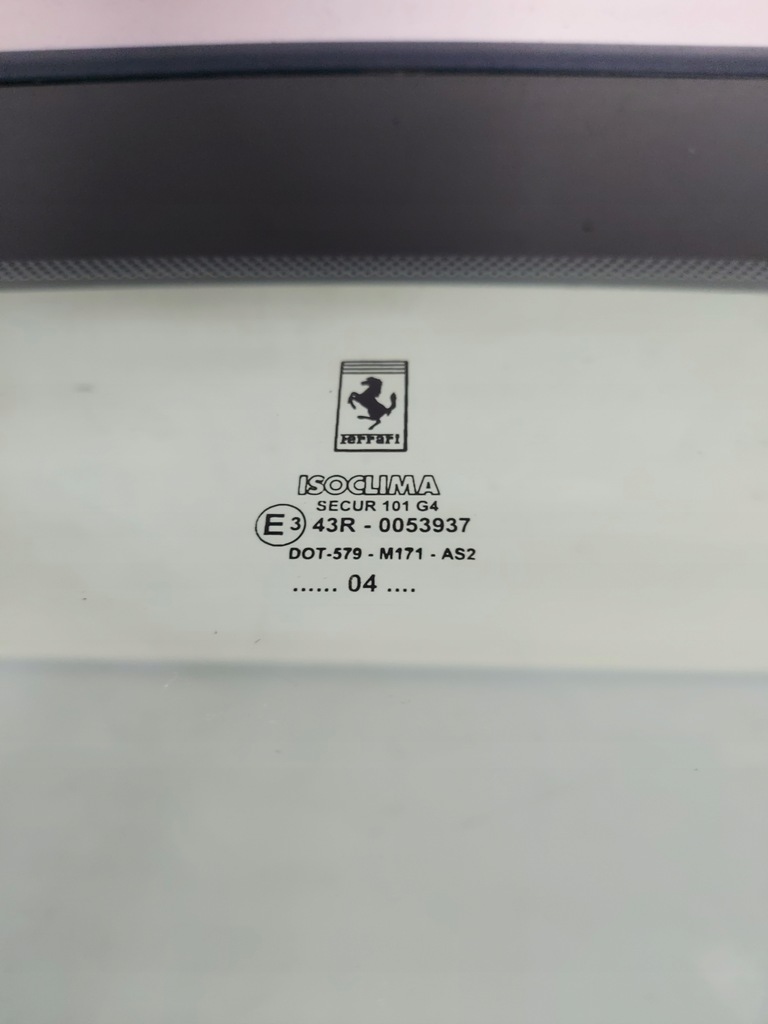 Ferrari
ISOCLIMA
SECUR 101 G4
E3 43R - 0053937
DOT-579 - M171 - AS2
...... 04 ....